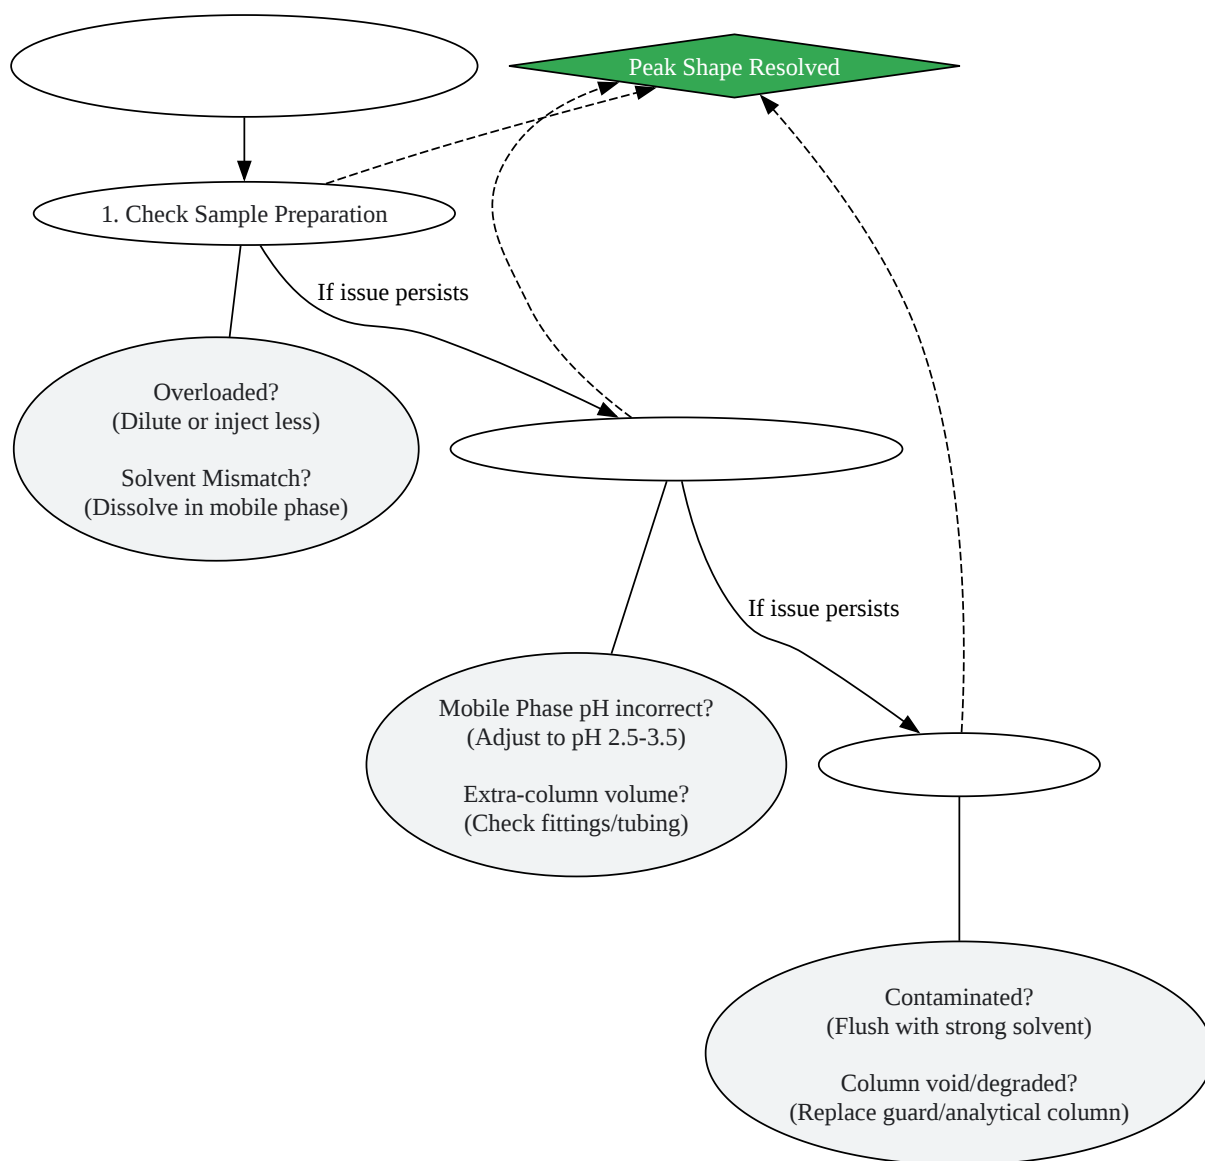 Peak Shape Resolved
1. Check Sample Preparation
If issue persists
Overloaded?
(Dilute or inject less)
Solvent Mismatch?
(Dissolve in mobile phase)
If issue persists
Mobile Phase pH incorrect?
(Adjust to pH 2.5-3.5)
Extra-column volume?
(Check fittings/tubing)
Contaminated?
(Flush with strong solvent)
Column void/degraded?
(Replace guard/analytical column)